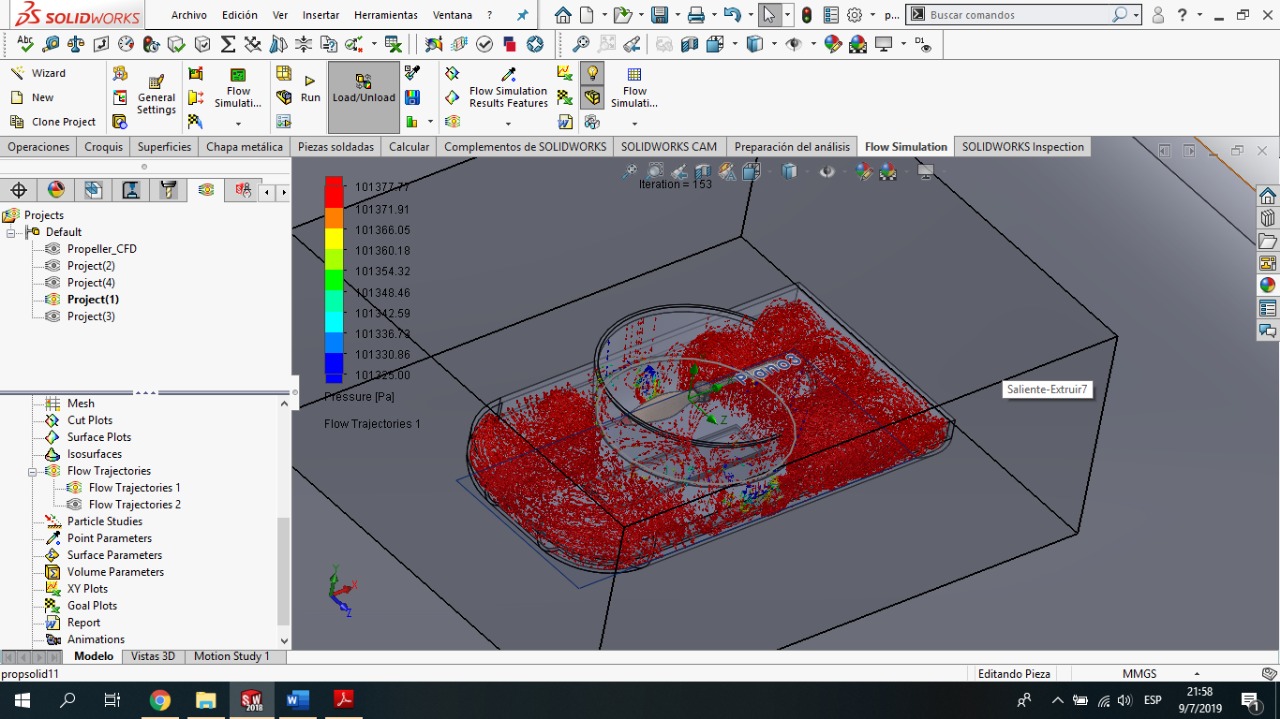 SOLIDWORKS
Archivo Edición Ver Insertar Herramientas Ventana ? p... Buscar comandos ?
Abc D1
Wizard
New
Clone Project
General Settings
Flow Simulati...
Run
Load/Unload
Flow Simulation Results Features
Flow Simulati...
Operaciones Croquis Superficies Chapa metálica Piezas soldadas Calcular Complementos de SOLIDWORKS SOLIDWORKS CAM Preparación del análisis Flow Simulation SOLIDWORKS Inspection
Projects
Default
Propeller_CFD
Project(2)
Project(4)
Project(1)
Project(3)
Mesh
Cut Plots
Surface Plots
Isosurfaces
Flow Trajectories
Flow Trajectories 1
Flow Trajectories 2
Particle Studies
Point Parameters
Surface Parameters
Volume Parameters
XY Plots
Goal Plots
Report
Animations
Iteration = 153
101377.77
101371.91
101366.05
101360.18
101354.32
101348.46
101342.59
101336.73
101330.86
101325.00
Pressure [Pa]
Flow Trajectories 1
Plano3
Z
Saliente-Extruir7
Y
X
Z
Modelo Vistas 3D Motion Study 1
propsolid11 Editando Pieza MMGS
SW 2018
W
ESP
21:58
9/7/2019
1